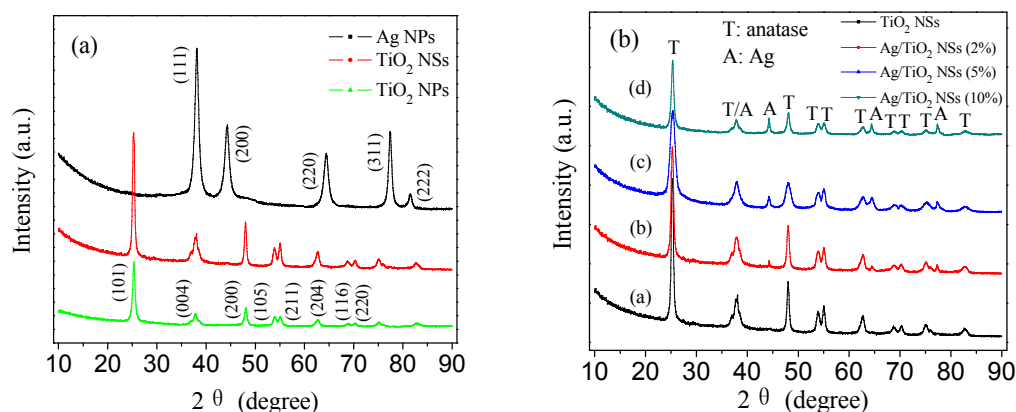 (a)
Ag NPs
TiO₂ NSs
TiO₂ NPs
(111)
(200)
(220)
(311)
(222)
(101)
(004)
(200)
(105)
(211)
(204)
(116)
(220)
Intensity (a.u.)
10 20 30 40 50 60 70 80 90
2 θ (degree)
(b)
T: anatase
A: Ag
TiO₂ NSs
Ag/TiO₂ NSs (2%)
Ag/TiO₂ NSs (5%)
Ag/TiO₂ NSs (10%)
T
(d)
T/A A T T T T A T T T A T
(c)
(b)
(a)
Intensity (a.u.)
10 20 30 40 50 60 70 80 90
2 θ (degree)